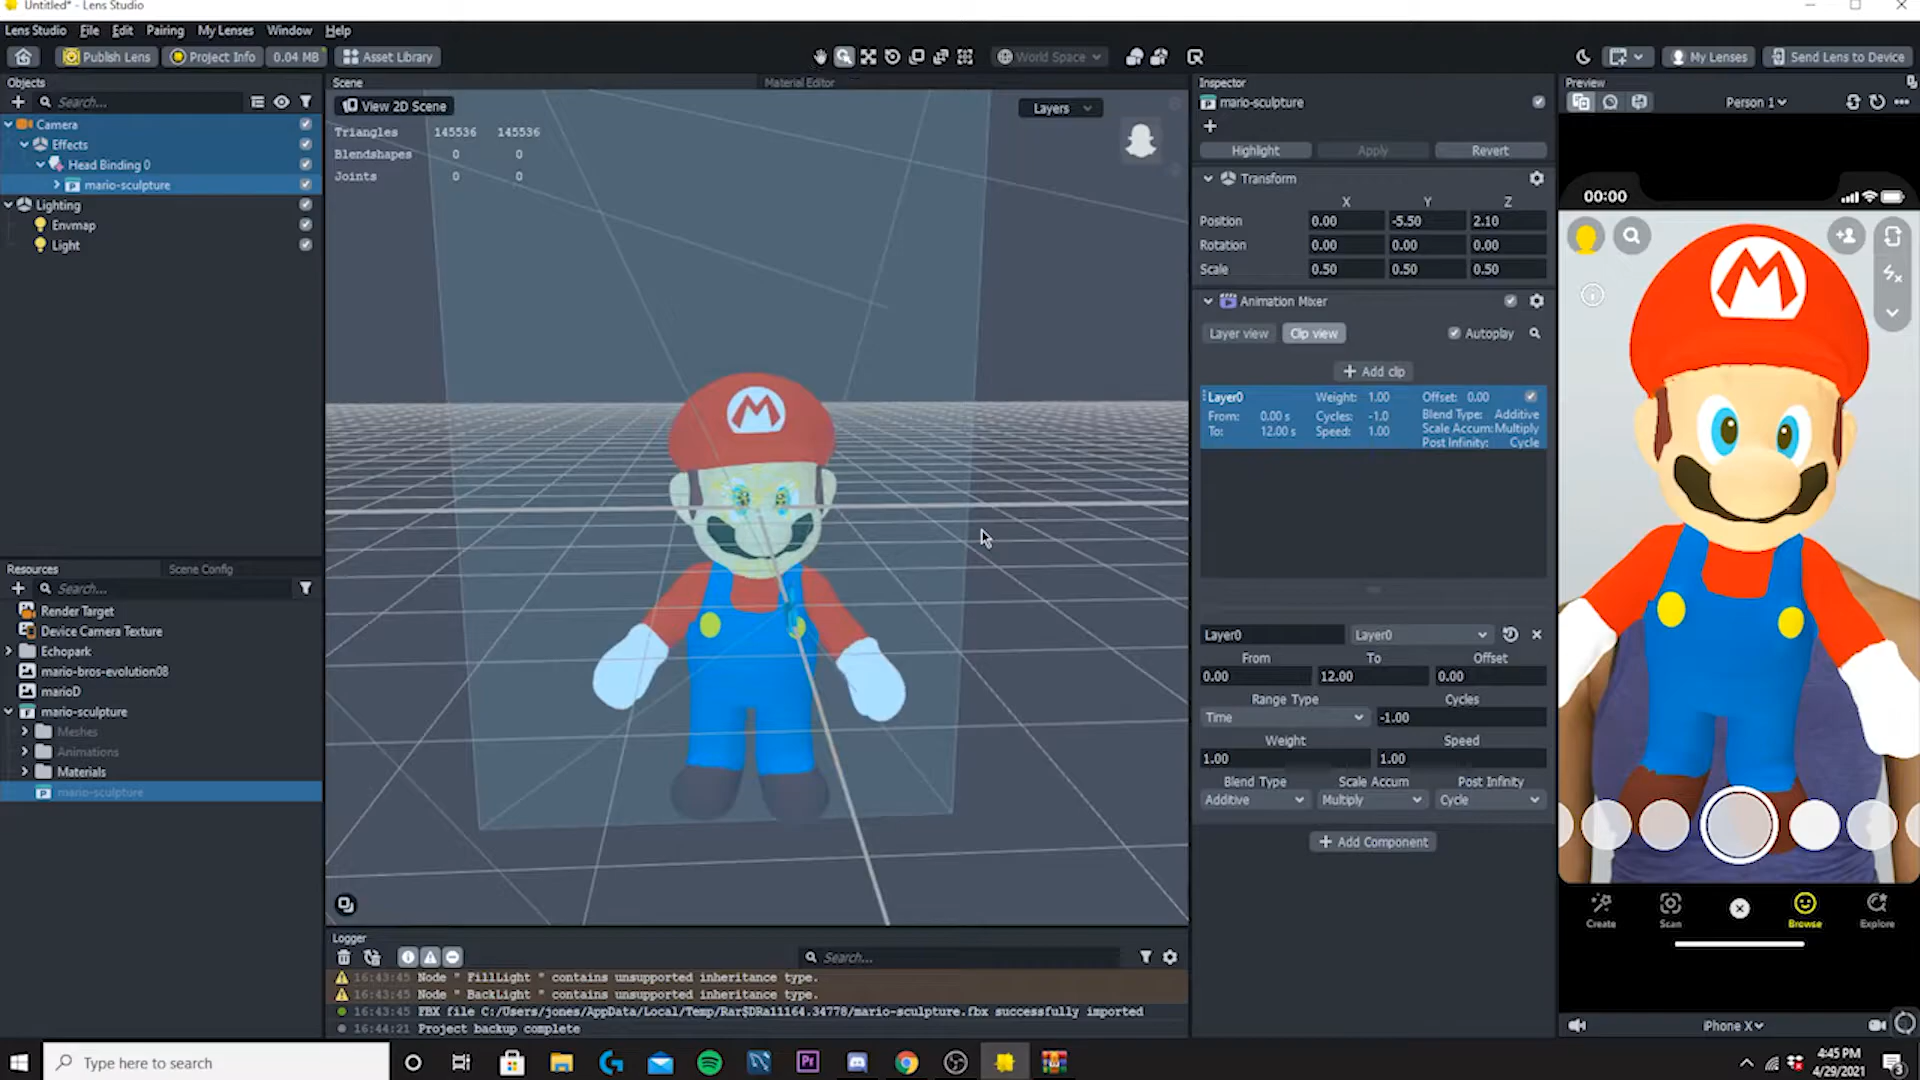 Untitled* - Lens Studio
Lens Studio File Edit Pairing My Lenses Window Help
Publish Lens Project Info 0.04 MB Asset Library World Space My Lenses Send Lens to Device
Objects
Search...
Camera
Effects
Head Binding 0
mario-sculpture
Lighting
Envmap
Light
Resources Scene Config
Search...
Render Target
Device Camera Texture
Echopark
mario-bros-evolution08
marioD
mario-sculpture
Meshes
Animations
Materials
mario-sculpture
Scene Material Editor
View 2D Scene Layers
Triangles 145536 145536
Blendshapes 0 0
Joints 0 0
M
Logger
Search...
16:43:45 Node " FillLight " contains unsupported inheritance type.
16:43:45 Node " BackLight " contains unsupported inheritance type.
16:43:45 FBX file C:/Users/jones/AppData/Local/Temp/Rar$DRa11164.34778/mario-sculpture.fbx successfully imported
16:44:21 Project backup complete
Inspector
mario-sculpture
Highlight Apply Revert
Transform
X Y Z
Position 0.00 -5.50 2.10
Rotation 0.00 0.00 0.00
Scale 0.50 0.50 0.50
Animation Mixer
Layer view Clip view Autoplay
Add clip
Layer0 Weight: 1.00 Offset: 0.00
From: 0.00 s Cycles: -1.0 Blend Type: Additive
To: 12.00 s Speed: 1.00 Scale Accum: Multiply
Post Infinity: Cycle
Layer0 Layer0
From To Offset
0.00 12.00 0.00
Range Type Cycles
Time -1.00
Weight Speed
1.00 1.00
Blend Type Scale Accum Post Infinity
Additive Multiply Cycle
Add Component
Preview
Person 1
00:00
M
Create Scan Browse Explore
iPhone X
Type here to search
Pr
4:45 PM
4/29/2021
3